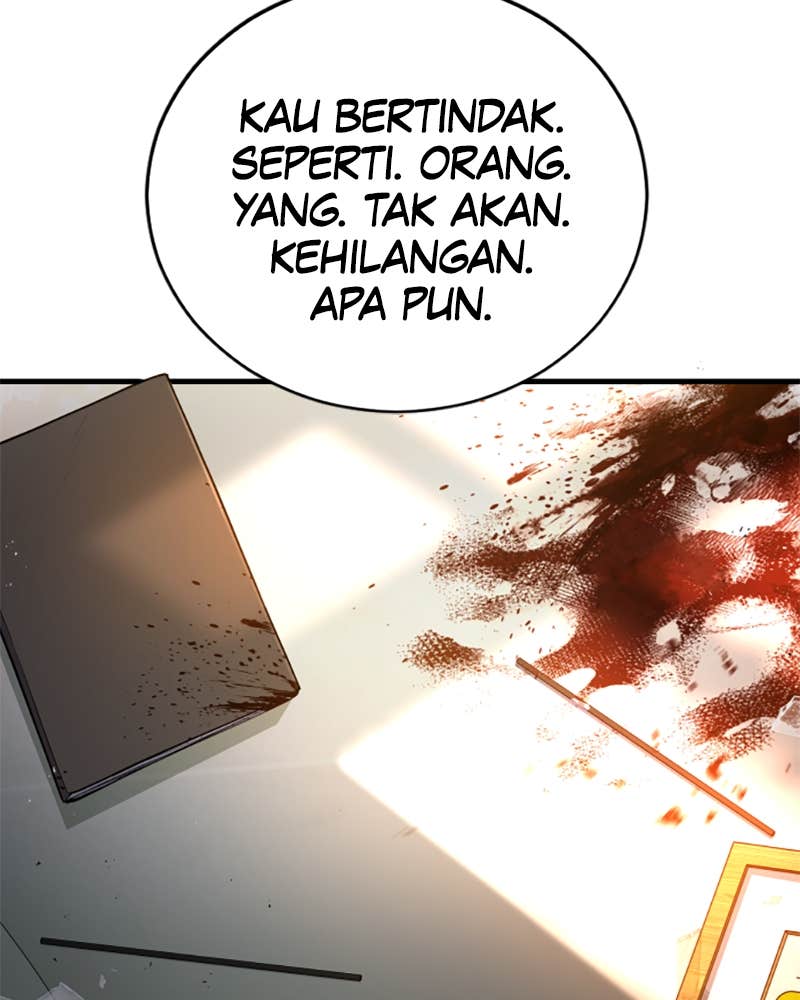 KAU BERTINDAK.
SEPERTI. ORANG.
YANG. TAK AKAN.
KEHILANGAN.
APA PUN.